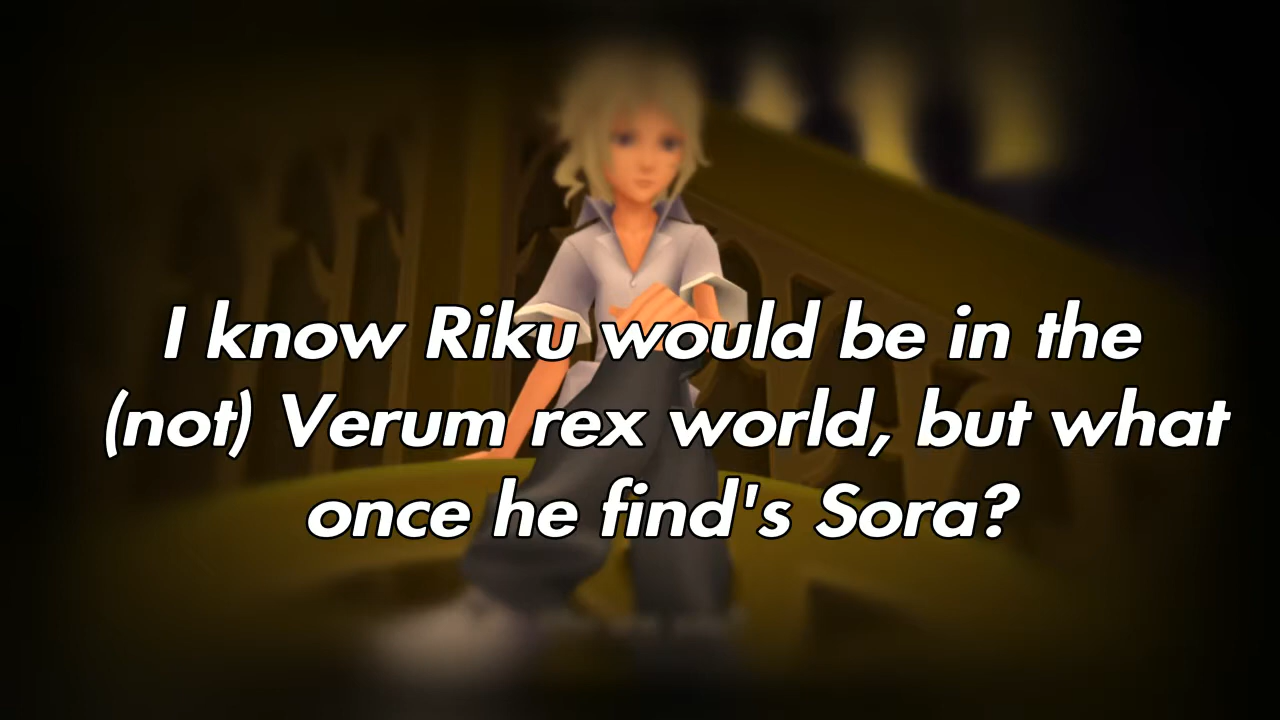 I know Riku would be in the
(not) Verum rex world, but what
once he find's Sora?